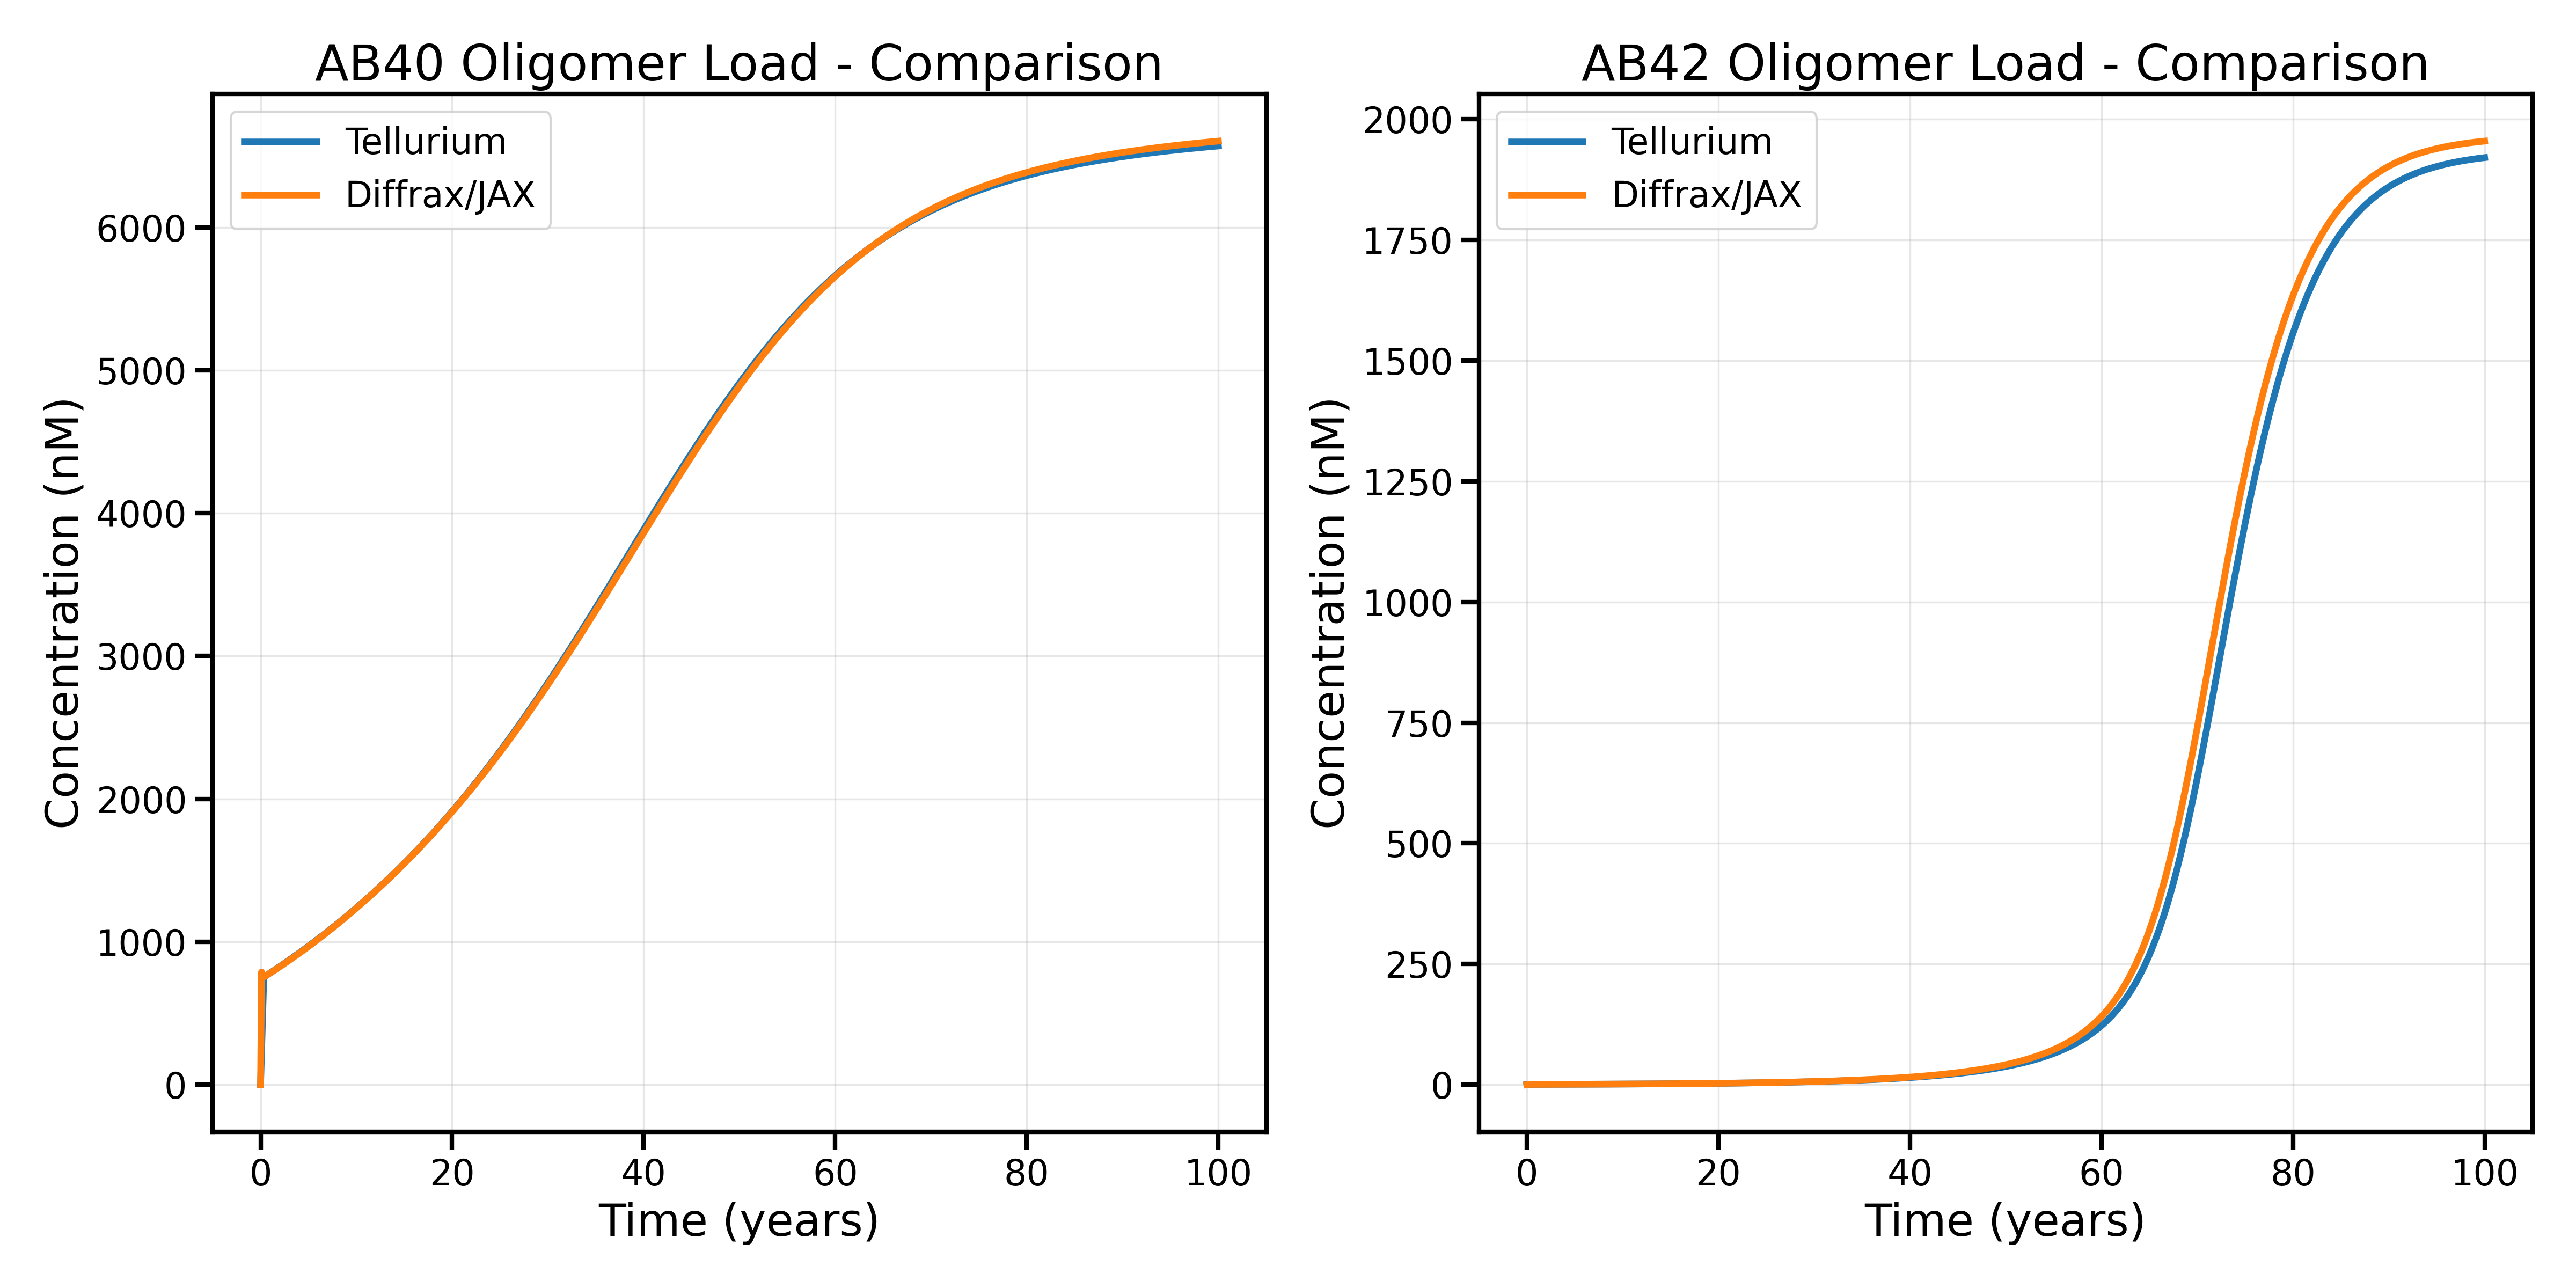 AB40 Oligomer Load - Comparison
Tellurium
Diffrax/JAX
Concentration (nM)
6000
5000
4000
3000
2000
1000
0
0 20 40 60 80 100
Time (years)
AB42 Oligomer Load - Comparison
Tellurium
Diffrax/JAX
Concentration (nM)
2000
1750
1500
1250
1000
750
500
250
0
0 20 40 60 80 100
Time (years)